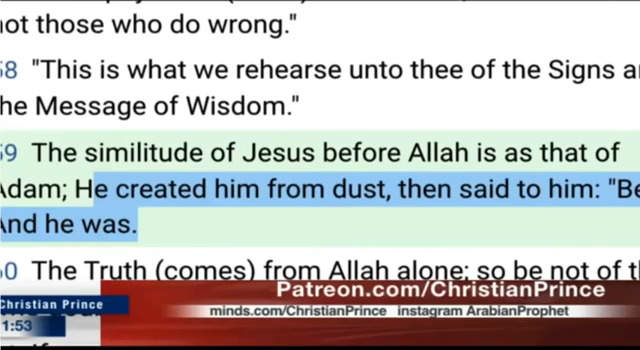 not those who do wrong."
58 "This is what we rehearse unto thee of the Signs
the Message of Wisdom."
59 The similitude of Jesus before Allah is as that of
Adam; He created him from dust, then said to him: "Be
And he was.
60 The Truth (comes) from Allah alone; so be not of
Patreon.com/ChristianPrince
Christian Prince
minds.com/ChristianPrince instagram ArabianProphet
1:53